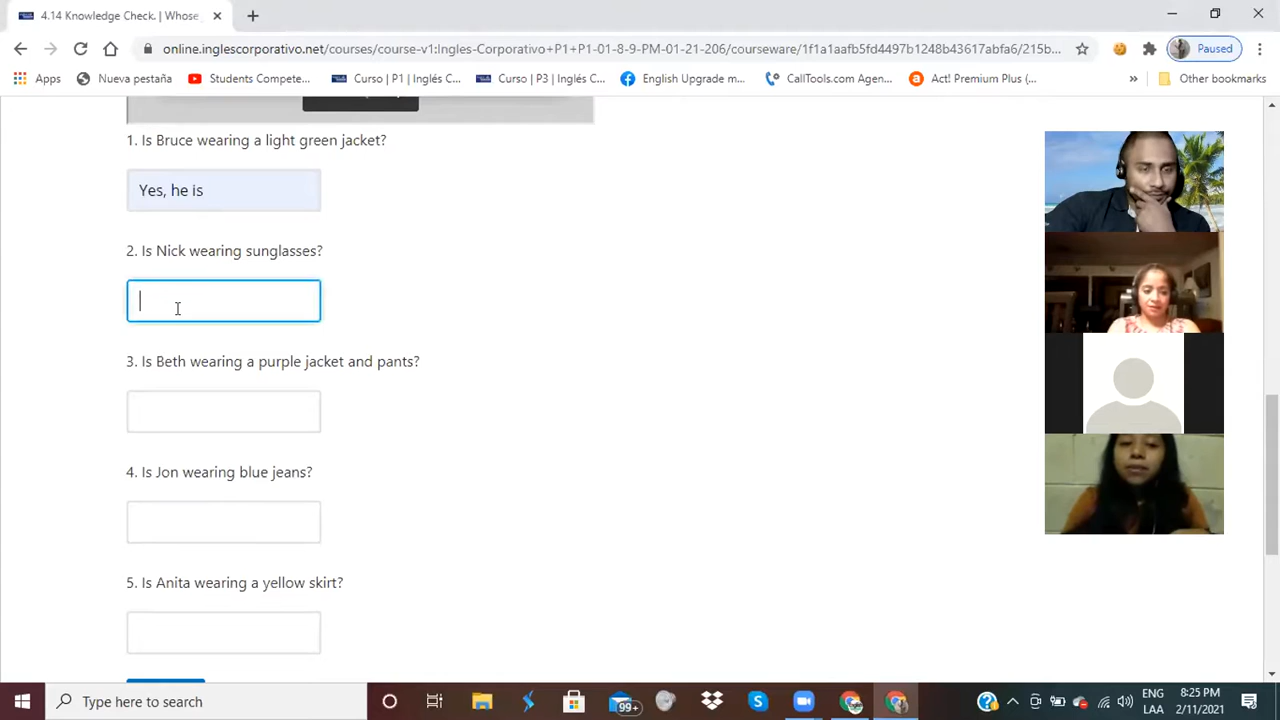 4.14 Knowledge Check. | Whose
online.inglescorporativo.net/courses/course-v1:Ingles-Corporativo+P1+P1-01-8-9-PM-01-21-206/courseware/1f1a1aafb5fd4497b1248b43617abfa6/215b...
Paused
Apps
Nueva pestaña
Students Compete...
Curso | P1 | Inglés C...
Curso | P3 | Inglés C...
English Upgrade m...
CallTools.com Agen...
Act! Premium Plus (...
»
Other bookmarks
1. Is Bruce wearing a light green jacket?
Yes, he is
2. Is Nick wearing sunglasses?
3. Is Beth wearing a purple jacket and pants?
4. Is Jon wearing blue jeans?
5. Is Anita wearing a yellow skirt?
Type here to search
99+
ENG
LAA
8:25 PM
2/11/2021